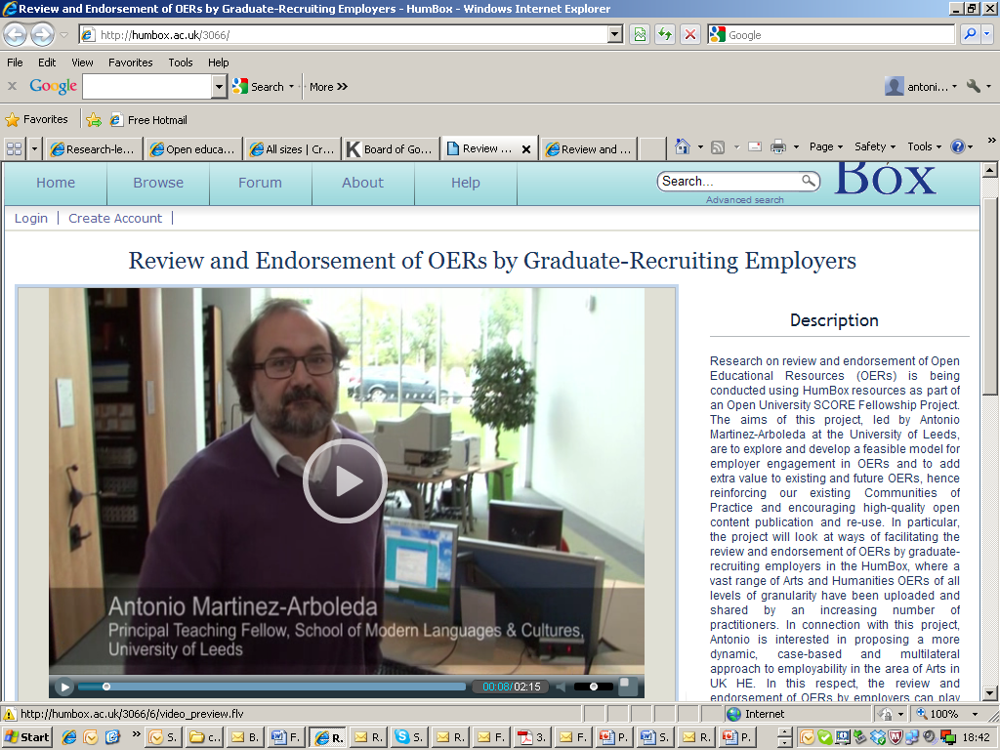 Review and Endorsement of OERs by Graduate-Recruiting Employers - HumBox - Windows Internet Explorer
http://humbox.ac.uk/3066/
Google
File Edit View Favorites Tools Help
Google Search More »
antoni...
Favorites Free Hotmail
Research-le... Open educa... All sizes | Cr... Board of Go... Review ... Review and ...
Page Safety Tools »
Home Browse Forum About Help
Search...
Box
Advanced search
Login | Create Account |
Review and Endorsement of OERs by Graduate-Recruiting Employers
Antonio Martinez-Arboleda
Principal Teaching Fellow, School of Modern Languages & Cultures,
University of Leeds
00:08/02:15
Description
Research on review and endorsement of Open
Educational Resources (OERs) is being
conducted using HumBox resources as part of
an Open University SCORE Fellowship Project.
The aims of this project, led by Antonio
Martinez-Arboleda at the University of Leeds,
are to explore and develop a feasible model for
employer engagement in OERs and to add
extra value to existing and future OERs, hence
reinforcing our existing Communities of
Practice and encouraging high-quality open
content publication and re-use. In particular,
the project will look at ways of facilitating the
review and endorsement of OERs by graduate-
recruiting employers in the HumBox, where a
vast range of Arts and Humanities OERs of all
levels of granularity have been uploaded and
shared by an increasing number of
practitioners. In connection with this project,
Antonio is interested in proposing a more
dynamic, case-based and multilateral
approach to employability in the area of Arts in
UK HE. In this respect, the review and
endorsement of OERs by employers can play
http://humbox.ac.uk/3066/6/video_preview.flv
Internet
100%
Start » S. c.. B. F.. R. R. S. R. F. 3. F. P.. S. R. P. 18:42